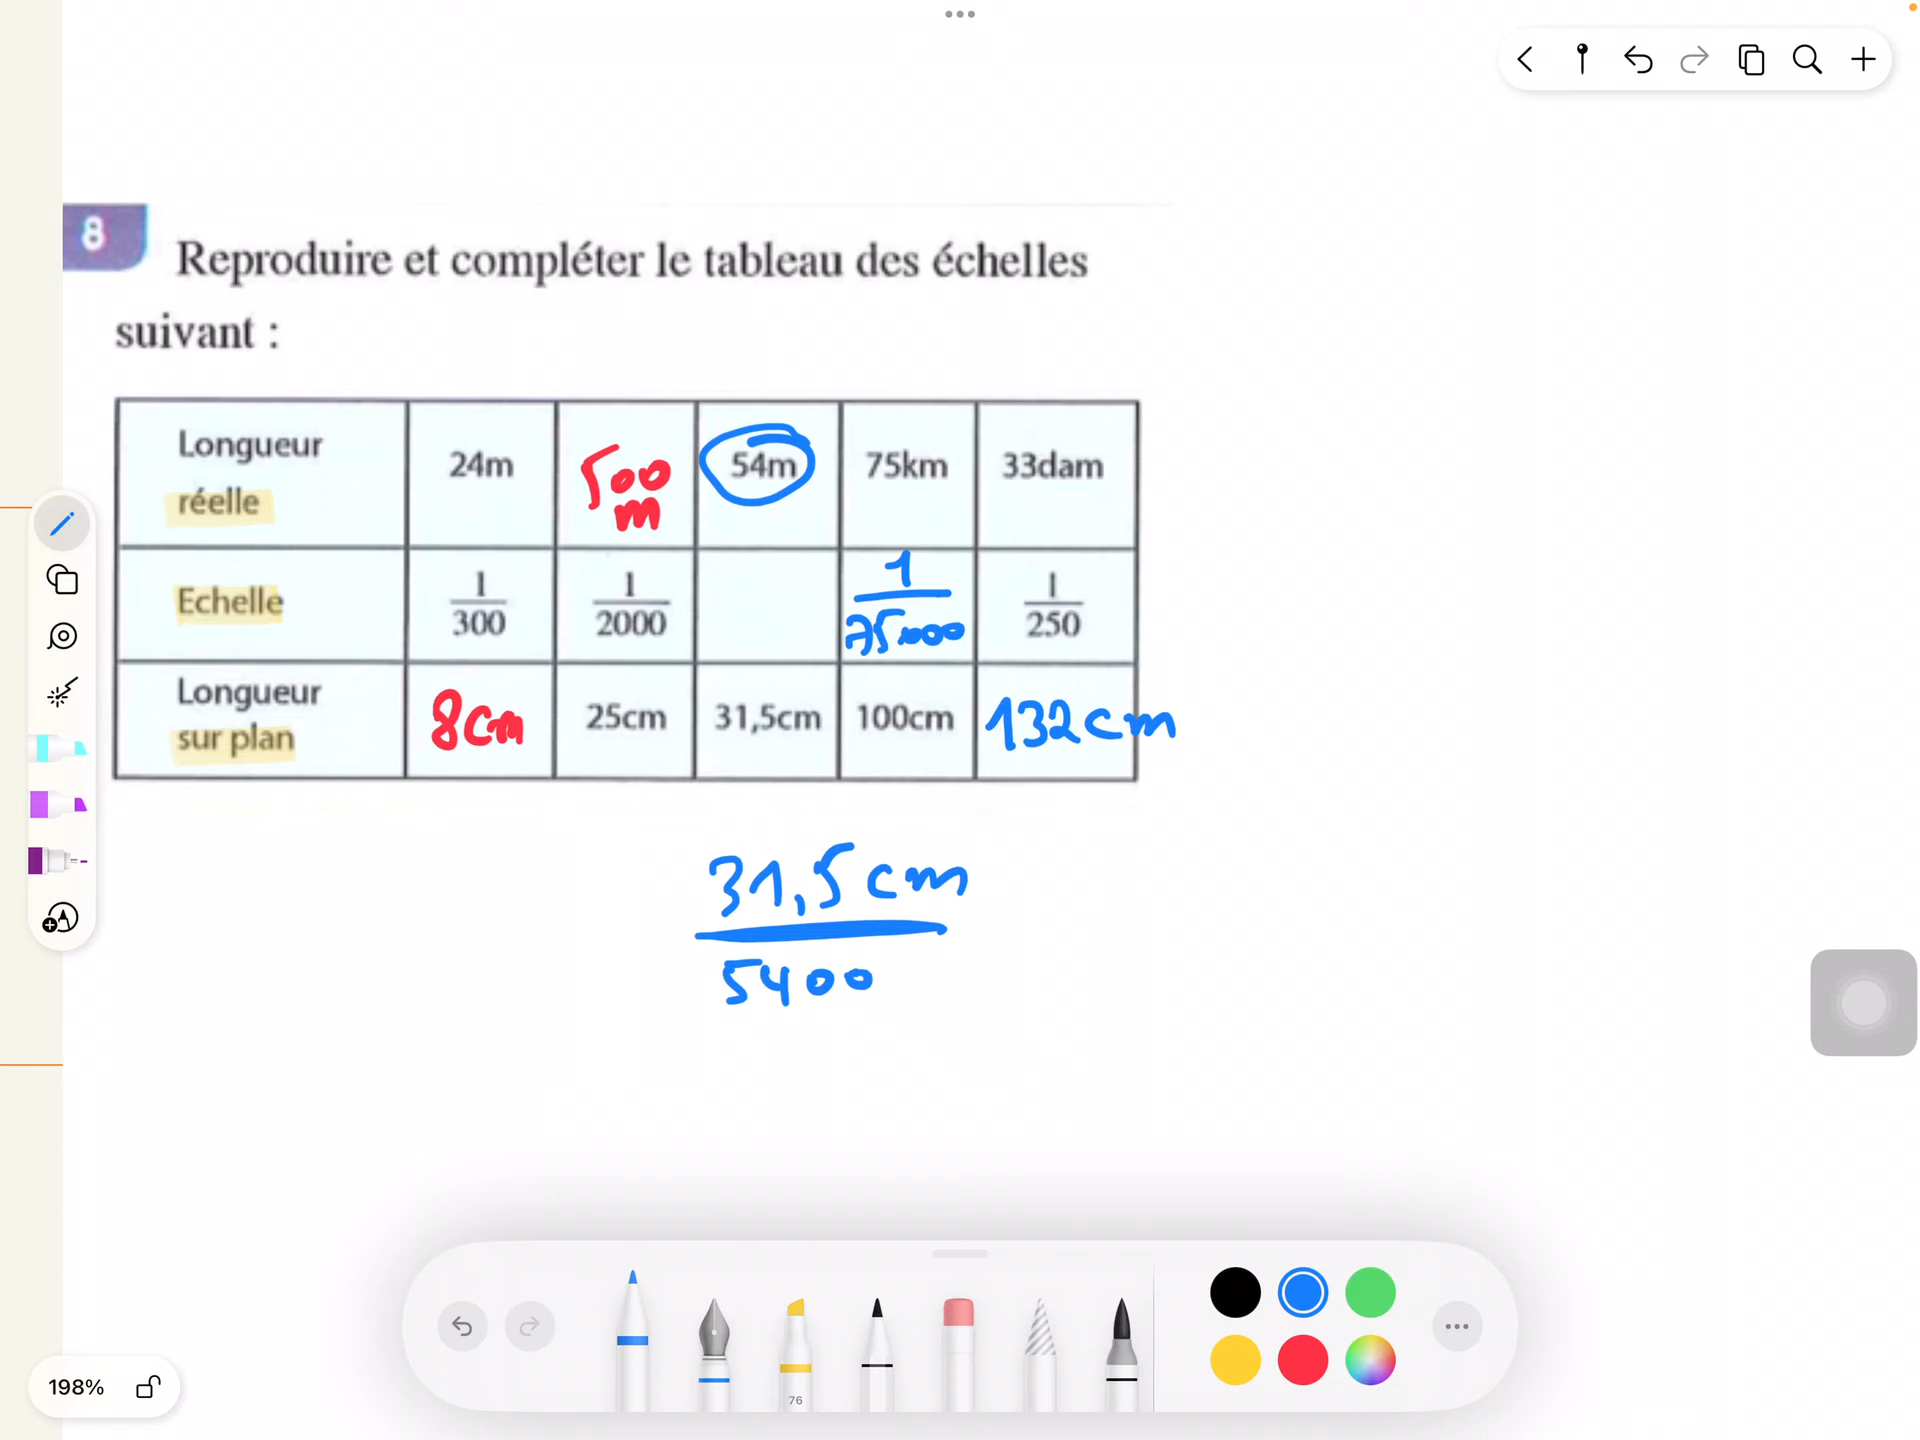 8
Reproduire et compléter le tableau des échelles
suivant :
Longueur réelle 24m 500 m 54m 75km 33dam
Echelle 1/300 1/2000 1/75000 1/250
Longueur sur plan 8cm 25cm 31,5cm 100cm 132cm
31,5cm
5400
76
198%